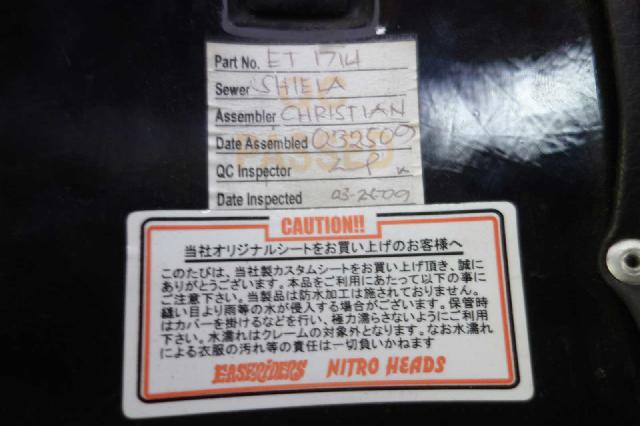 Part No. ET 1714
Sewer SHIELA
Assembler CHRISTIAN
Date Assembled 032509
QC Inspector
Date Inspected 03-2509
QC
PASSED
CAUTION!!
当社オリジナルシートをお買い上げのお客様へ
このたびは、当社製カスタムシートをお買い上げ頂き、誠に
ありがとうございます。本品をご利用にあたって以下の事に
ご注意下さい。当製品は防水加工は施されておりません。
縫い目より雨等の水が侵入する場合がございます。保管時
はカバーを掛けるなどを行い、極力濡らさないようにご利用
下さい。水濡れはクレームの対象外となります。なお水濡れ
による衣服の汚れ等の責任は一切負いかねます
EASYRIDERS NITRO HEADS